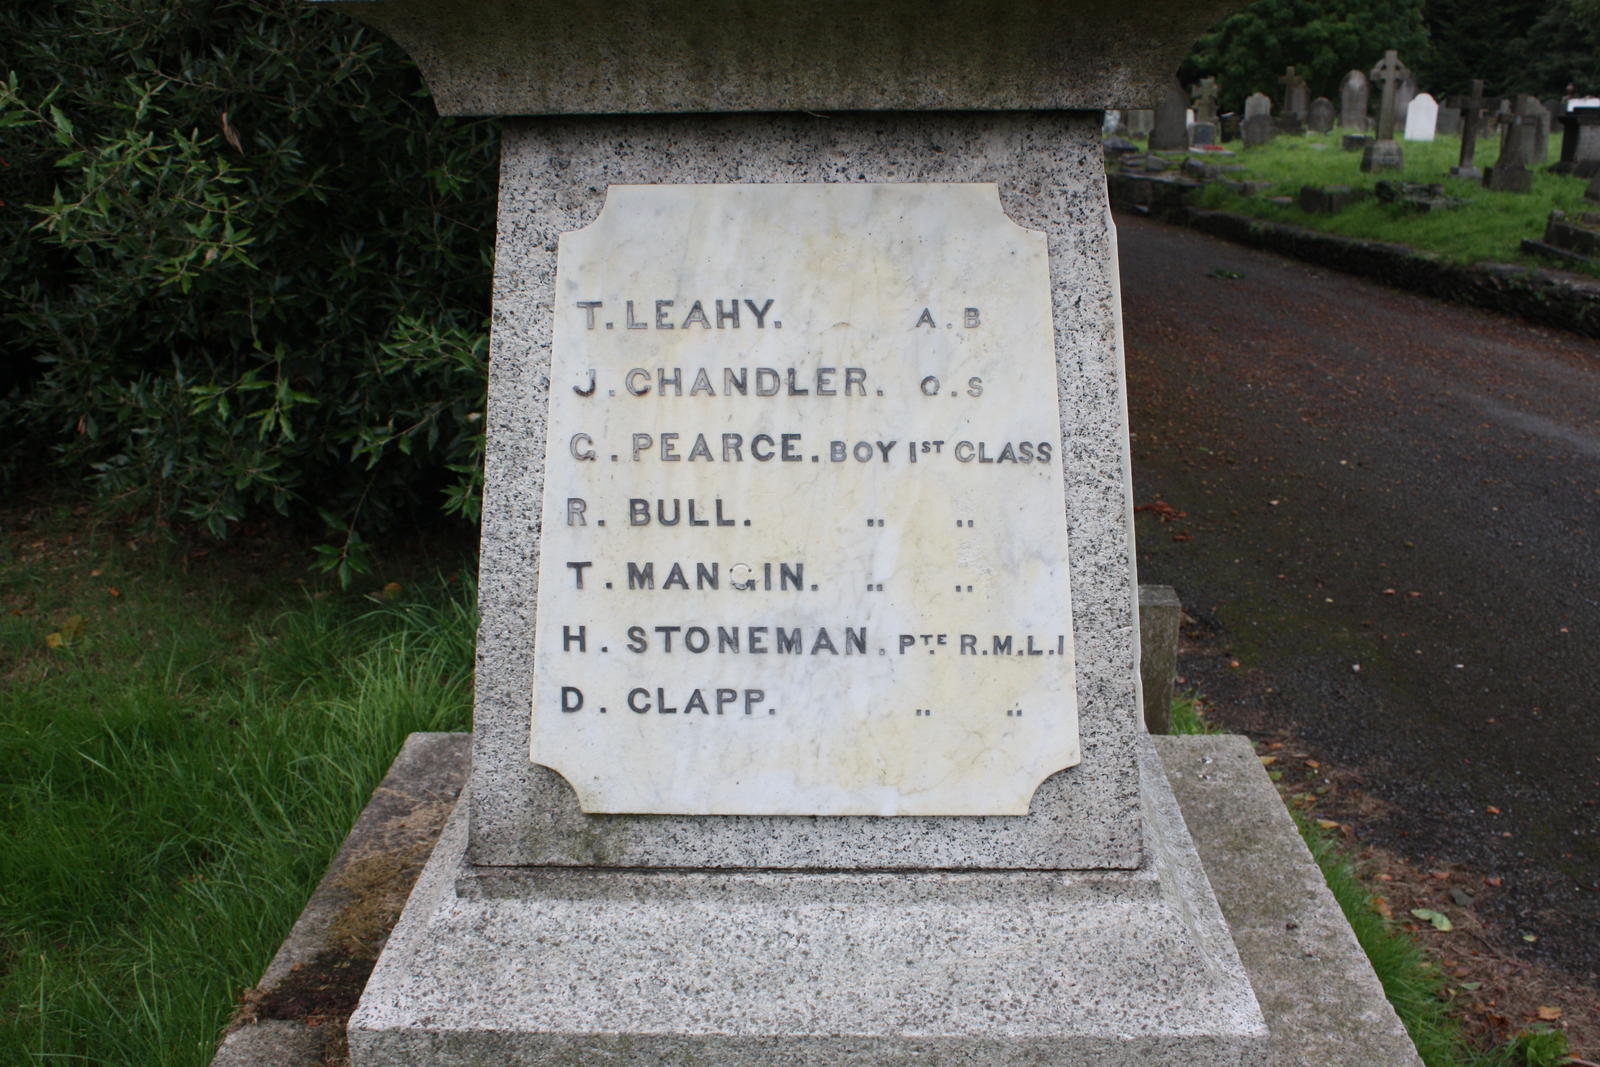 T. LEAHY. A.B
J. CHANDLER. O.S
G. PEARCE. BOY 1ST CLASS
R. BULL. „ „
T. MANGIN. „ „
H. STONEMAN. PTE R.M.L.I
D. CLAPP. „ „